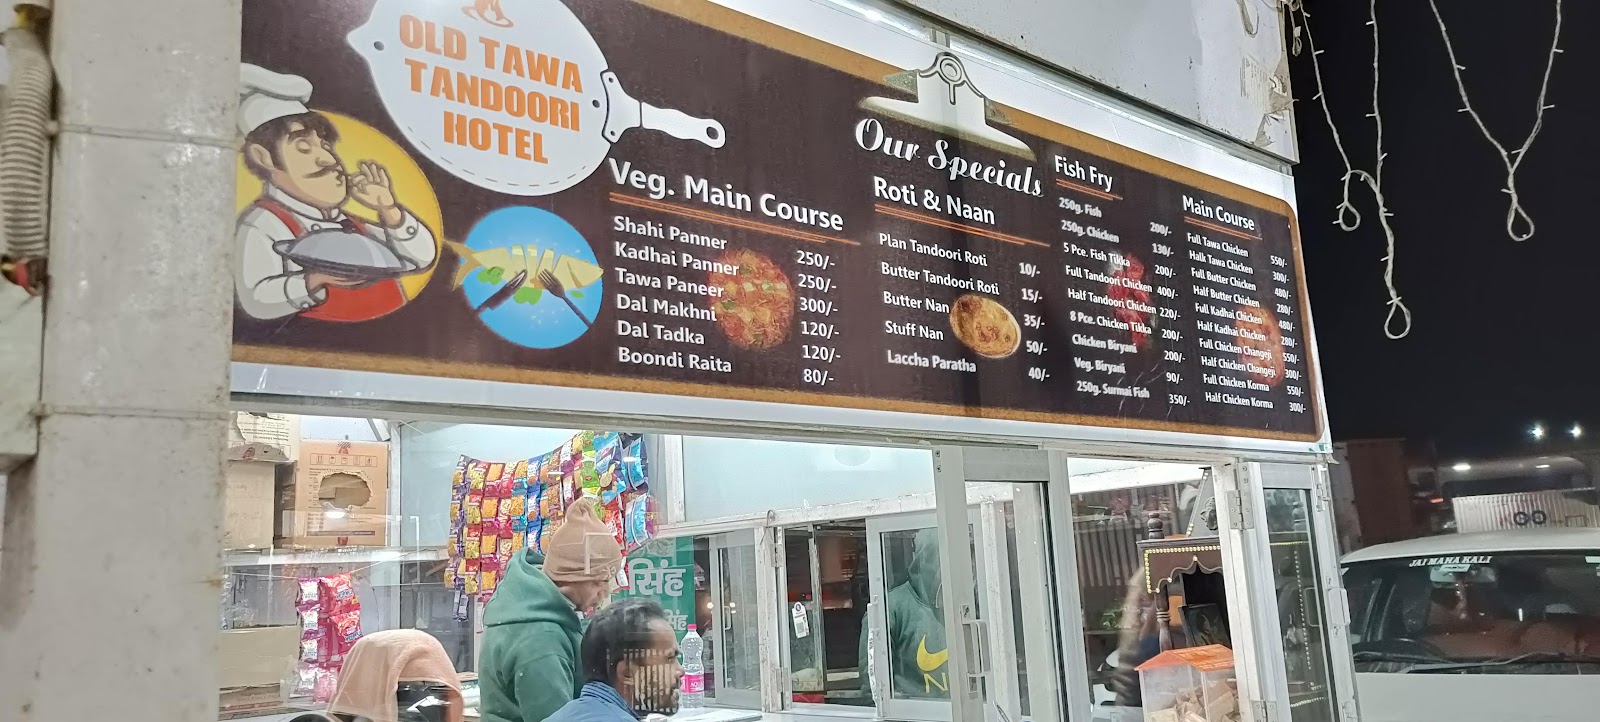 OLD TAWA
TANDOORI
HOTEL
Our Specials
Veg. Main Course
Shahi Panner 250/-
Kadhai Panner 250/-
Tawa Paneer 300/-
Dal Makhni 120/-
Dal Tadka 120/-
Boondi Raita 80/-
Roti & Naan
Plan Tandoori Roti 10/-
Butter Tandoori Roti 15/-
Butter Nan 35/-
Stuff Nan 50/-
Laccha Paratha 40/-
Fish Fry
250g. Fish 200/-
250g. Chicken 130/-
5 Pce. Fish Tikka 200/-
Full Tandoori Chicken 400/-
Half Tandoori Chicken 220/-
8 Pce. Chicken Tikka 200/-
Chicken Biryani 200/-
Veg. Biryani 90/-
250g. Surmai Fish 350/-
Main Course
Full Tawa Chicken 550/-
Halk Tawa Chicken 300/-
Full Butter Chicken 480/-
Half Butter Chicken 280/-
Full Kadhai Chicken 480/-
Half Kadhai Chicken 280/-
Full Chicken Changeji 550/-
Half Chicken Changeji 300/-
Full Chicken Korma 550/-
Half Chicken Korma 300/-
सिंह
JAI MAHA KALI